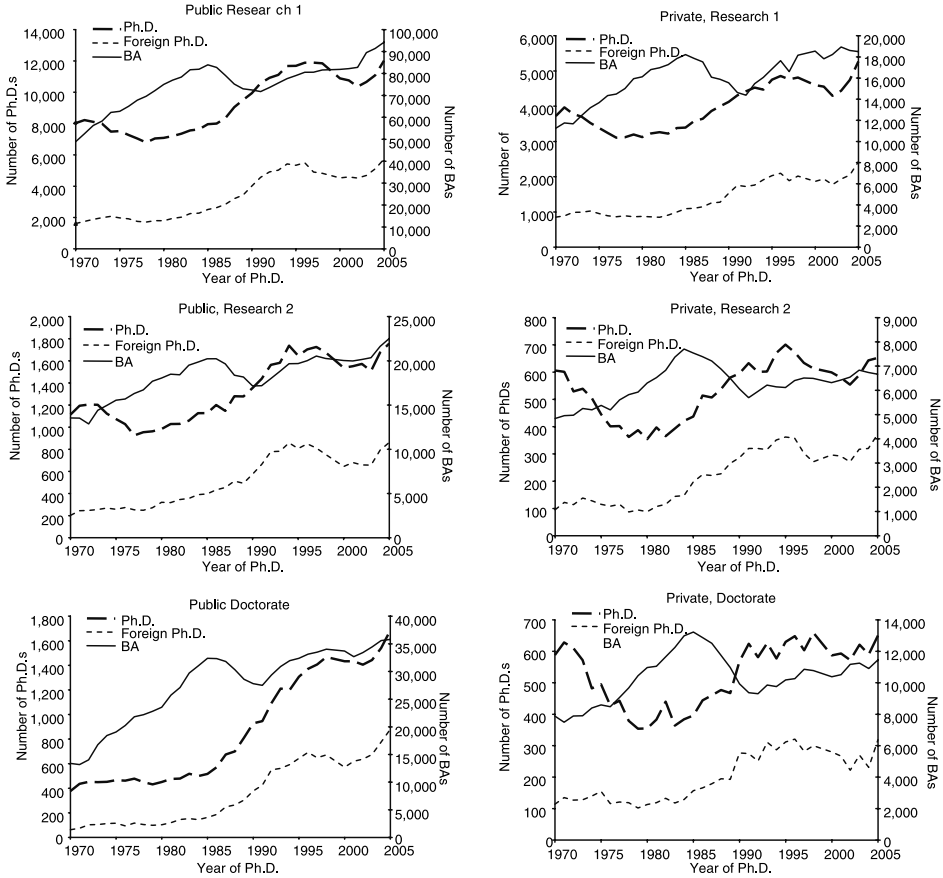 Public Resear ch 1
Ph.D.
Foreign Ph.D.
BA
Number of Ph.D.s
14,000
12,000
10,000
8,000
6,000
4,000
2,000
0
100,000
90,000
80,000
70,000
60,000
50,000
40,000
30,000
20,000
10,000
0
Number of BAs
1970 1975 1980 1985 1990 1995 2000 2005
Year of Ph.D.
Private, Research 1
Ph.D.
Foreign Ph.D.
BA
Number of
6,000
5,000
4,000
3,000
2,000
1,000
0
20,000
18,000
16,000
14,000
12,000
10,000
8,000
6,000
4,000
2,000
0
Number of BAs
1970 1975 1980 1985 1990 1995 2000 2005
Year of Ph.D.
Public, Research 2
Ph.D.
Foreign Ph.D.
BA
Number of Ph.D.s
2,000
1,800
1,600
1,400
1,200
1,000
800
600
400
200
0
25,000
20,000
15,000
10,000
5,000
0
Number of BAs
1970 1975 1980 1985 1990 1995 2000 2005
Year of Ph.D.
Private, Research 2
Ph.D.
Foreign Ph.D.
BA
Number of PhDs
800
700
600
500
400
300
200
100
0
9,000
8,000
7,000
6,000
5,000
4,000
3,000
2,000
1,000
0
Number of BAs
1970 1975 1980 1985 1990 1995 2000 2005
Year of Ph.D.
Public Doctorate
Ph.D.
Foreign Ph.D.
BA
Number of Ph.D.s
1,800
1,600
1,400
1,200
1,000
800
600
400
200
0
40,000
35,000
30,000
25,000
20,000
15,000
10,000
5,000
0
Number of BAs
1970 1975 1980 1985 1990 1995 2000 2005
Year of Ph.D.
Private, Doctorate
Ph.D.
Foreign Ph.D.
BA
Number of Ph.D.s
700
600
500
400
300
200
100
0
14,000
12,000
10,000
8,000
6,000
4,000
2,000
0
Number of BAs
1970 1975 1980 1985 1990 1995 2000 2005
Year of Ph.D.